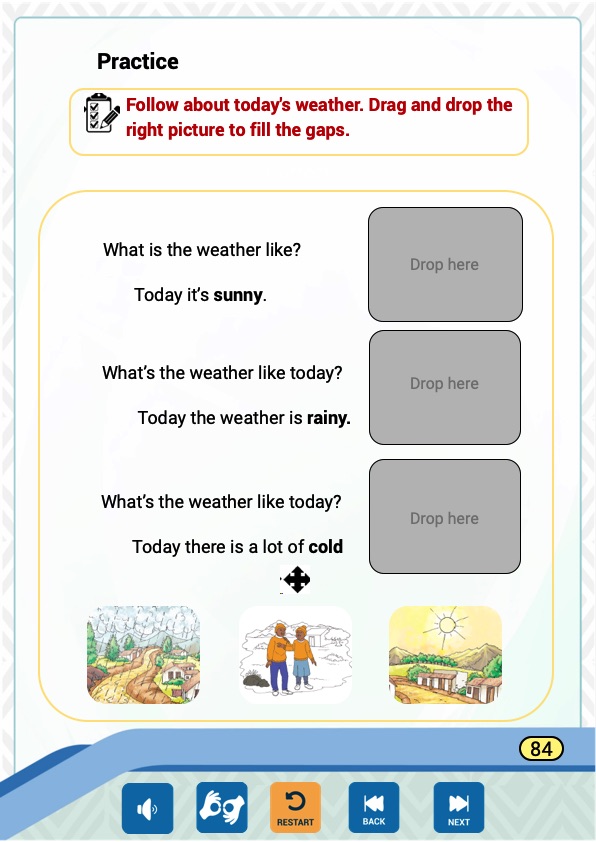 Practice
Follow about today's weather. Drag and drop the
right picture to fill the gaps.
What is the weather like?
Drop here
Today it’s sunny.
What’s the weather like today?
Drop here
Today the weather is rainy.
What’s the weather like today?
Drop here
Today there is a lot of cold
84
RESTART
BACK
NEXT